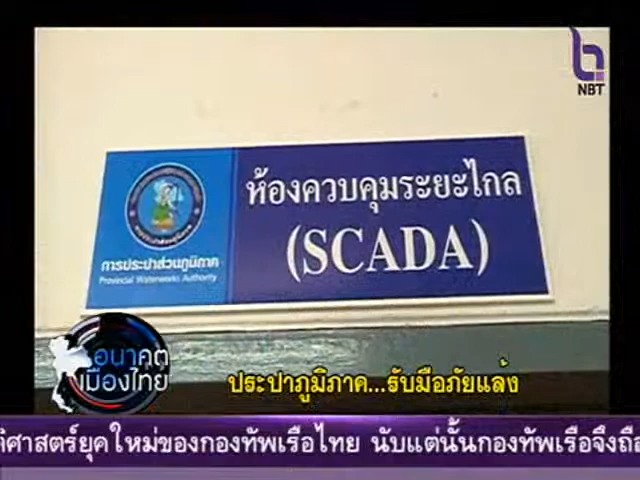 NBT
ห้องควบคุมระยะไกล
(SCADA)
การประปาส่วนภูมิภาค
Provincial Waterworks Authority
อนาคต
เมืองไทย
ประปาภูมิภาค...รับมือภัยแล้ง
ศาสตร์ยุคใหม่ของกองทัพเรือไทย นับแต่นั้นกองทัพเรือจึงถือ